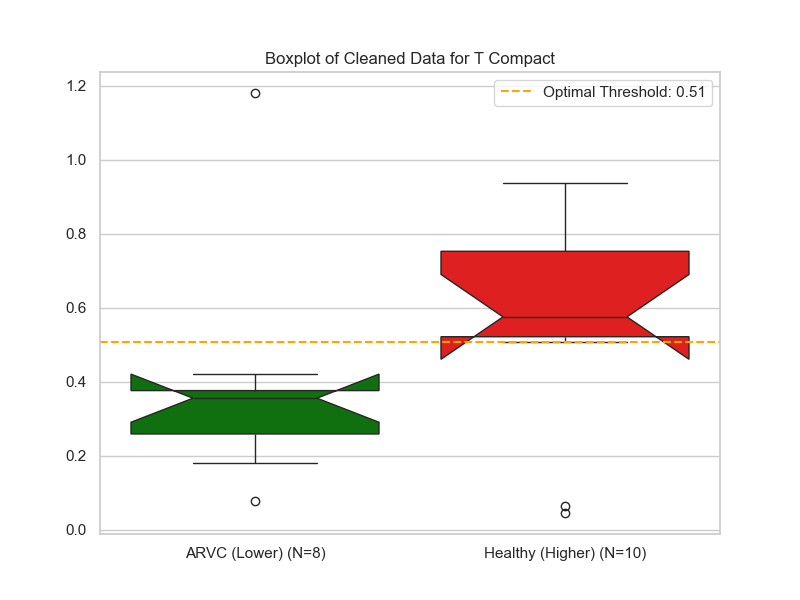 Boxplot of Cleaned Data for T Compact
Optimal Threshold: 0.51
1.2
1.0
0.8
0.6
0.4
0.2
0.0
ARVC (Lower) (N=8)
Healthy (Higher) (N=10)